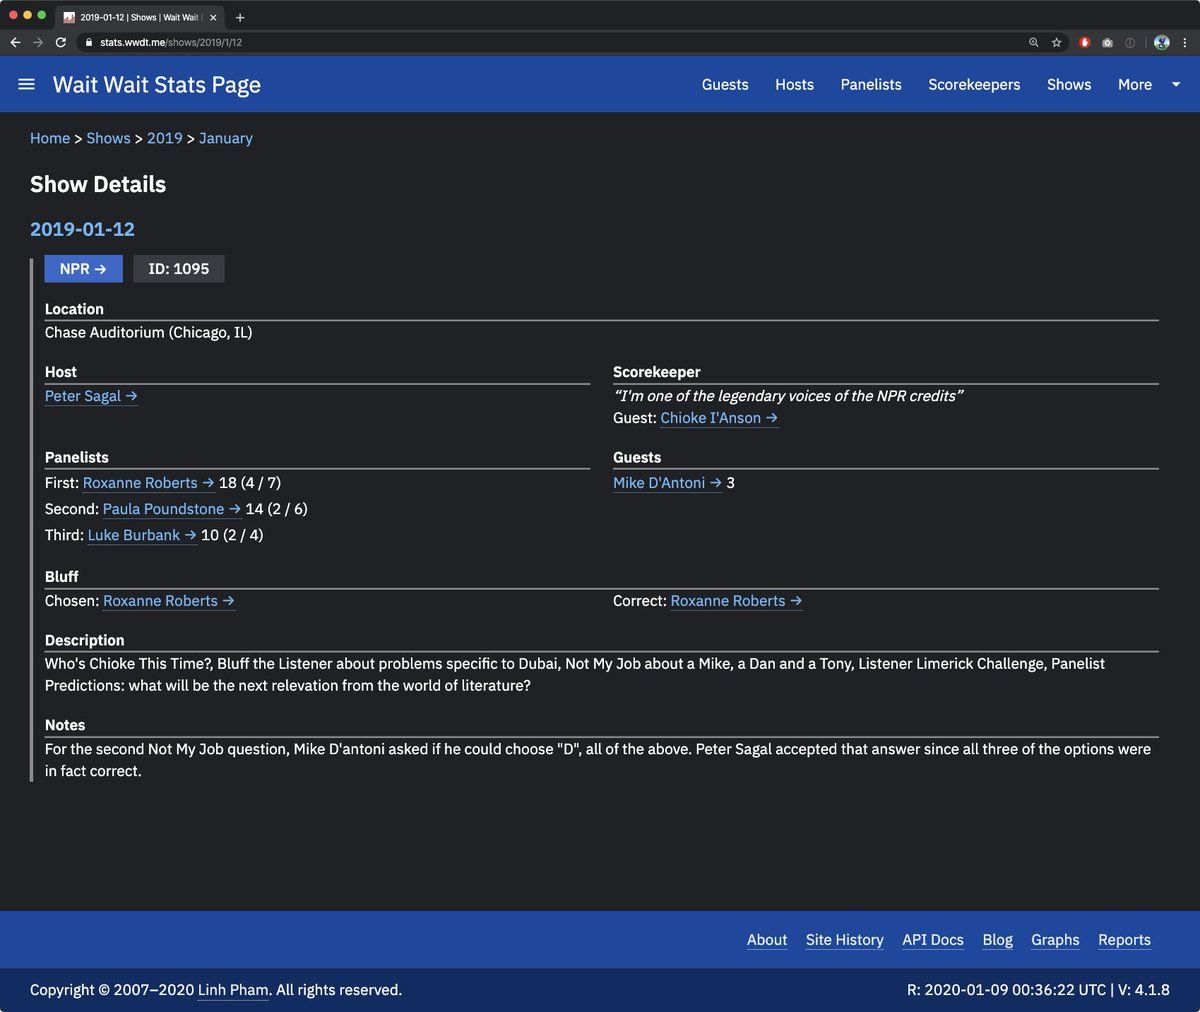 2019-01-12 | Shows | Wait Wait
stats.wwdt.me/shows/2019/1/12
Wait Wait Stats Page
Guests Hosts Panelists Scorekeepers Shows More
Home > Shows > 2019 > January
Show Details
2019-01-12
NPR → ID: 1095
Location
Chase Auditorium (Chicago, IL)
Host
Peter Sagal →
Scorekeeper
“I'm one of the legendary voices of the NPR credits”
Guest: Chioke I'Anson →
Panelists
First: Roxanne Roberts → 18 (4 / 7)
Second: Paula Poundstone → 14 (2 / 6)
Third: Luke Burbank → 10 (2 / 4)
Guests
Mike D'Antoni → 3
Bluff
Chosen: Roxanne Roberts →
Correct: Roxanne Roberts →
Description
Who's Chioke This Time?, Bluff the Listener about problems specific to Dubai, Not My Job about a Mike, a Dan and a Tony, Listener Limerick Challenge, Panelist
Predictions: what will be the next relevation from the world of literature?
Notes
For the second Not My Job question, Mike D'antoni asked if he could choose "D", all of the above. Peter Sagal accepted that answer since all three of the options were
in fact correct.
About Site History API Docs Blog Graphs Reports
Copyright © 2007–2020 Linh Pham. All rights reserved.
R: 2020-01-09 00:36:22 UTC | V: 4.1.8